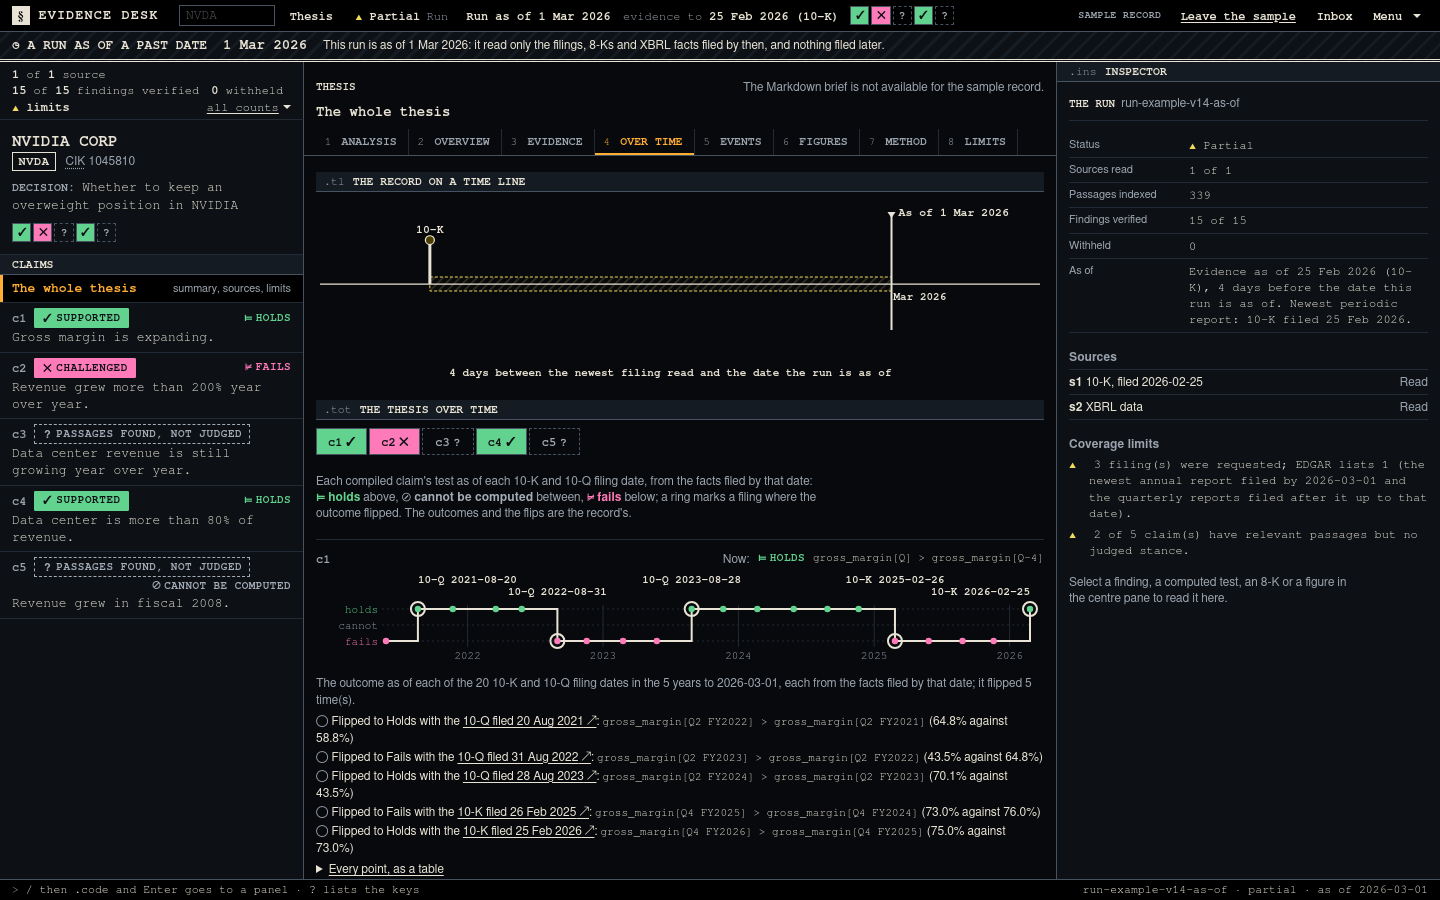 § EVIDENCE DESK NVDA Thesis ▲ Partial Run Run as of 1 Mar 2026 evidence to 25 Feb 2026 (10-K) ✓ ✕ ? ✓ ? SAMPLE RECORD Leave the sample Inbox Menu
A RUN AS OF A PAST DATE 1 Mar 2026 This run is as of 1 Mar 2026: it read only the filings, 8-Ks and XBRL facts filed by then, and nothing filed later.
1 of 1 source
15 of 15 findings verified 0 withheld
▲ limits all counts
NVIDIA CORP
NVDA CIK 1045810
DECISION: Whether to keep an
overweight position in NVIDIA
✓ ✕ ? ✓ ?
CLAIMS
The whole thesis summary, sources, limits
c1 ✓ SUPPORTED ⊨ HOLDS
Gross margin is expanding.
c2 ✕ CHALLENGED ⊭ FAILS
Revenue grew more than 200% year
over year.
c3 ? PASSAGES FOUND, NOT JUDGED
Data center revenue is still
growing year over year.
c4 ✓ SUPPORTED ⊨ HOLDS
Data center is more than 80% of
revenue.
c5 ? PASSAGES FOUND, NOT JUDGED
⊘ CANNOT BE COMPUTED
Revenue grew in fiscal 2008.
THESIS The Markdown brief is not available for the sample record.
The whole thesis
1 ANALYSIS 2 OVERVIEW 3 EVIDENCE 4 OVER TIME 5 EVENTS 6 FIGURES 7 METHOD 8 LIMITS
.tl THE RECORD ON A TIME LINE
As of 1 Mar 2026
10-K
Mar 2026
4 days between the newest filing read and the date the run is as of
.tot THE THESIS OVER TIME
c1 ✓ c2 ✕ c3 ? c4 ✓ c5 ?
Each compiled claim's test as of each 10-K and 10-Q filing date, from the facts filed by that date:
⊨ holds above, ⊘ cannot be computed between, ⊭ fails below; a ring marks a filing where the
outcome flipped. The outcomes and the flips are the record's.
c1 Now: ⊨ HOLDS gross_margin[Q] > gross_margin[Q-4]
10-Q 2021-08-20 10-Q 2023-08-28 10-K 2025-02-26
10-Q 2022-08-31 10-K 2026-02-25
holds
cannot
fails
2022 2023 2024 2025 2026
The outcome as of each of the 20 10-K and 10-Q filing dates in the 5 years to 2026-03-01, each from the facts filed by that date; it flipped 5
time(s).
Flipped to Holds with the 10-Q filed 20 Aug 2021 ↗: gross_margin[Q2 FY2022] > gross_margin[Q2 FY2021] (64.8% against
58.8%)
Flipped to Fails with the 10-Q filed 31 Aug 2022 ↗: gross_margin[Q2 FY2023] > gross_margin[Q2 FY2022] (43.5% against 64.8%)
Flipped to Holds with the 10-Q filed 28 Aug 2023 ↗: gross_margin[Q2 FY2024] > gross_margin[Q2 FY2023] (70.1% against
43.5%)
Flipped to Fails with the 10-K filed 26 Feb 2025 ↗: gross_margin[Q4 FY2025] > gross_margin[Q4 FY2024] (73.0% against 76.0%)
Flipped to Holds with the 10-K filed 25 Feb 2026 ↗: gross_margin[Q4 FY2026] > gross_margin[Q4 FY2025] (75.0% against
73.0%)
▶ Every point, as a table
.ins INSPECTOR
THE RUN run-example-v14-as-of
Status ▲ Partial
Sources read 1 of 1
Passages indexed 339
Findings verified 15 of 15
Withheld 0
As of Evidence as of 25 Feb 2026 (10-
K), 4 days before the date this
run is as of. Newest periodic
report: 10-K filed 25 Feb 2026.
Sources
s1 10-K, filed 2026-02-25 Read
s2 XBRL data Read
Coverage limits
▲ 3 filing(s) were requested; EDGAR lists 1 (the
newest annual report filed by 2026-03-01 and
the quarterly reports filed after it up to that
date).
▲ 2 of 5 claim(s) have relevant passages but no
judged stance.
Select a finding, a computed test, an 8-K or a figure in
the centre pane to read it here.
> / then .code and Enter goes to a panel · ? lists the keys run-example-v14-as-of · partial · as of 2026-03-01